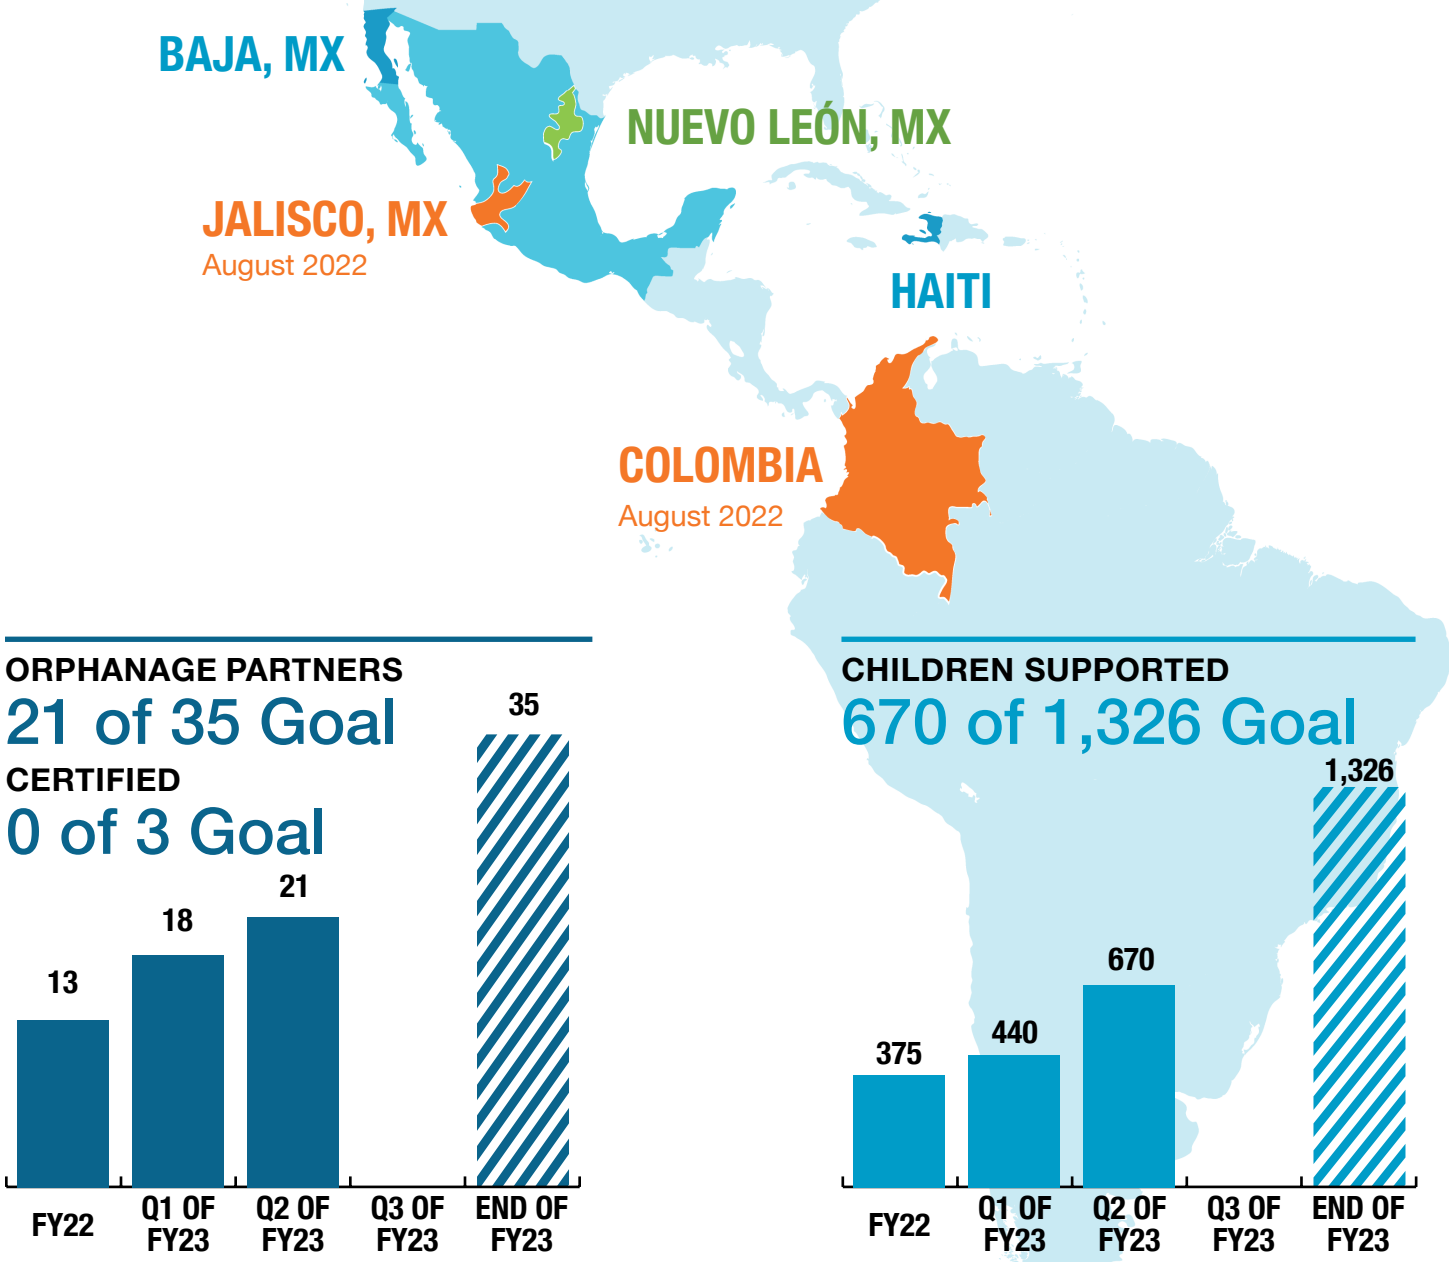 BAJA, MX
NUEVO LEÓN, MX
JALISCO, MX
August 2022
HAITI
COLOMBIA
August 2022
ORPHANAGE PARTNERS
21 of 35 Goal
CERTIFIED
0 of 3 Goal
13
18
21
35
FY22
Q1 OF
FY23
Q2 OF
FY23
Q3 OF
FY23
END OF
FY23
CHILDREN SUPPORTED
670 of 1,326 Goal
375
440
670
1,326
FY22
Q1 OF
FY23
Q2 OF
FY23
Q3 OF
FY23
END OF
FY23